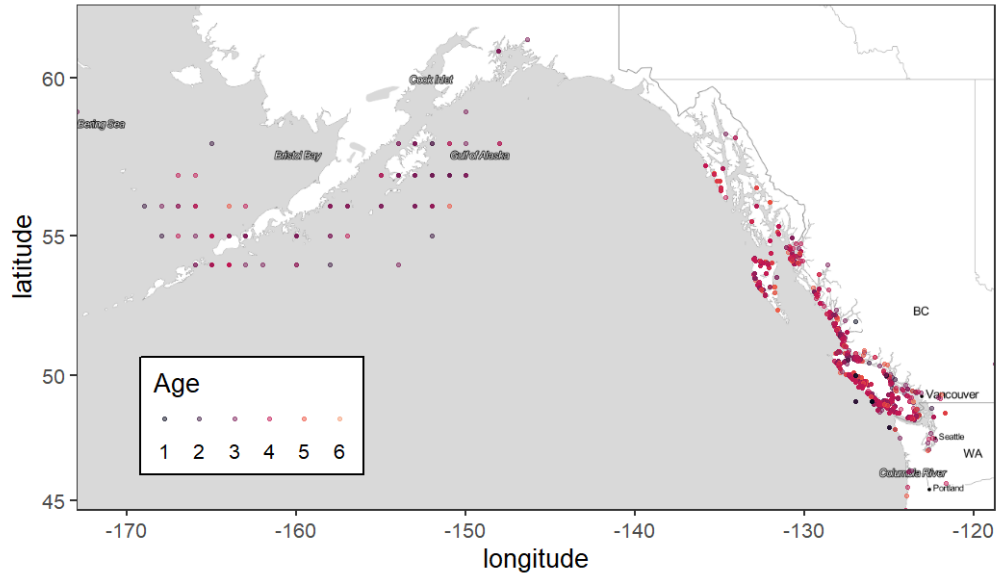 latitude
60
55
50
45
Cook Inlet
Bering Sea
Bristol Bay
Gulf of Alaska
BC
Vancouver
Seattle
WA
Columbia River
Portland
Age
1 2 3 4 5 6
-170 -160 -150 -140 -130 -120
longitude